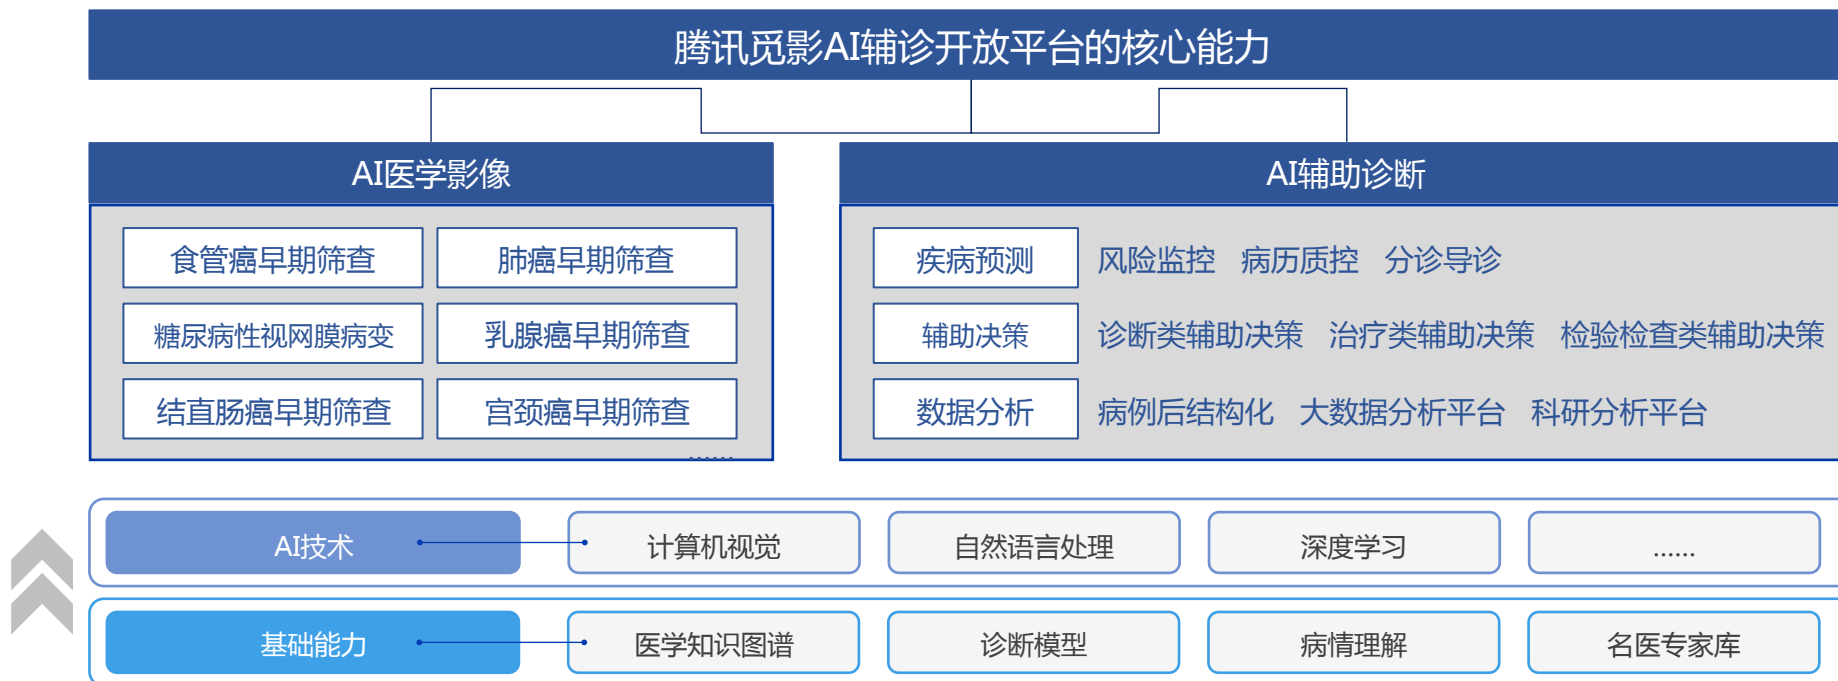 腾讯觅影AI辅诊开放平台的核心能力
AI医学影像
食管癌早期筛查 肺癌早期筛查
糖尿病性视网膜病变 乳腺癌早期筛查
结直肠癌早期筛查 宫颈癌早期筛查
......
AI辅助诊断
疾病预测 风险监控 病历质控 分诊导诊
辅助决策 诊断类辅助决策 治疗类辅助决策 检验检查类辅助决策
数据分析 病例后结构化 大数据分析平台 科研分析平台
AI技术 计算机视觉 自然语言处理 深度学习 ......
基础能力 医学知识图谱 诊断模型 病情理解 名医专家库